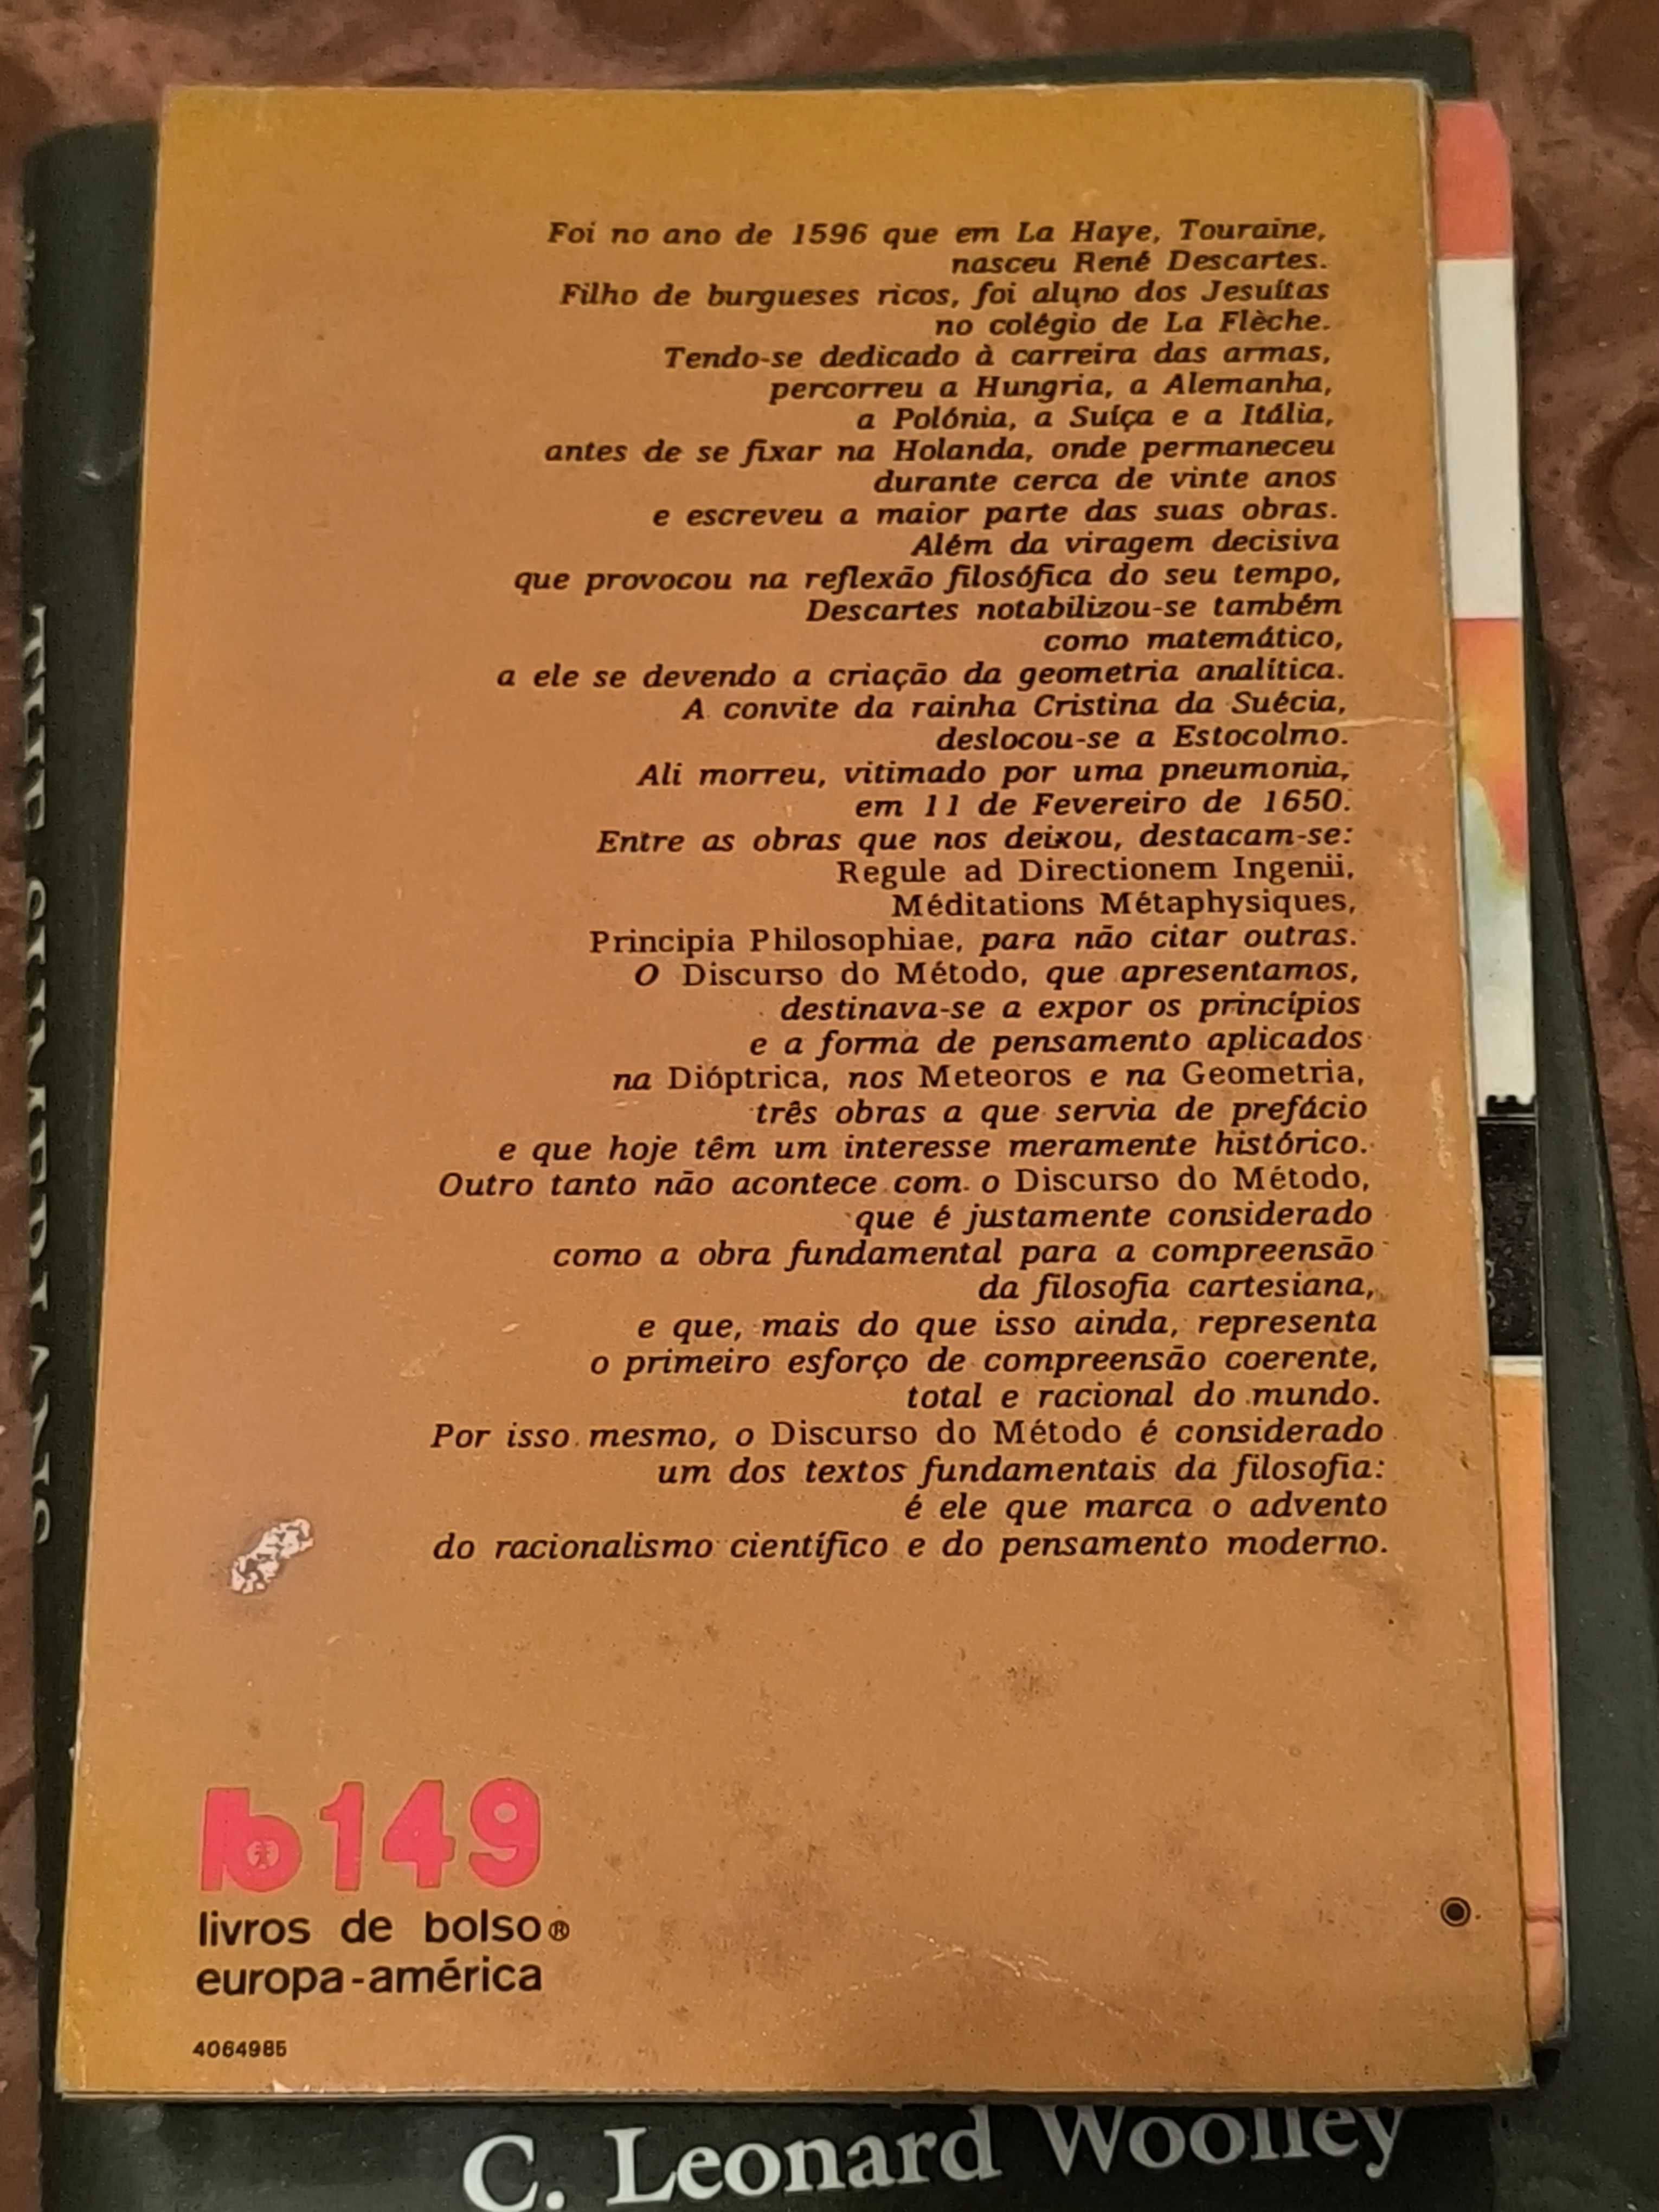 Foi no ano de 1596 que em La Haye, Touraine,
nasceu René Descartes.
Filho de burgueses ricos, foi aluno dos Jesuítas
no colégio de La Flèche.
Tendo-se dedicado à carreira das armas,
percorreu a Hungria, a Alemanha,
a Polónia, a Suíça e a Itália,
antes de se fixar na Holanda, onde permaneceu
durante cerca de vinte anos
e escreveu a maior parte das suas obras.
Além da viragem decisiva
que provocou na reflexão filosófica do seu tempo,
Descartes notabilizou-se também
como matemático,
a ele se devendo a criação da geometria analítica.
A convite da rainha Cristina da Suécia,
deslocou-se a Estocolmo.
Ali morreu, vitimado por uma pneumonia,
em 11 de Fevereiro de 1650.
Entre as obras que nos deixou, destacam-se:
Regule ad Directionem Ingenii,
Méditations Métaphysiques,
Principia Philosophiae, para não citar outras.
O Discurso do Método, que apresentamos,
destinava-se a expor os princípios
e a forma de pensamento aplicados
na Dióptrica, nos Meteoros e na Geometria,
três obras a que servia de prefácio
e que hoje têm um interesse meramente histórico.
Outro tanto não acontece com o Discurso do Método,
que é justamente considerado
como a obra fundamental para a compreensão
da filosofia cartesiana,
e que, mais do que isso ainda, representa
o primeiro esforço de compreensão coerente,
total e racional do mundo.
Por isso mesmo, o Discurso do Método é considerado
um dos textos fundamentais da filosofia:
é ele que marca o advento
do racionalismo científico e do pensamento moderno.
lb 149
livros de bolso®
europa-américa
4064985
C. Leonard Woolley